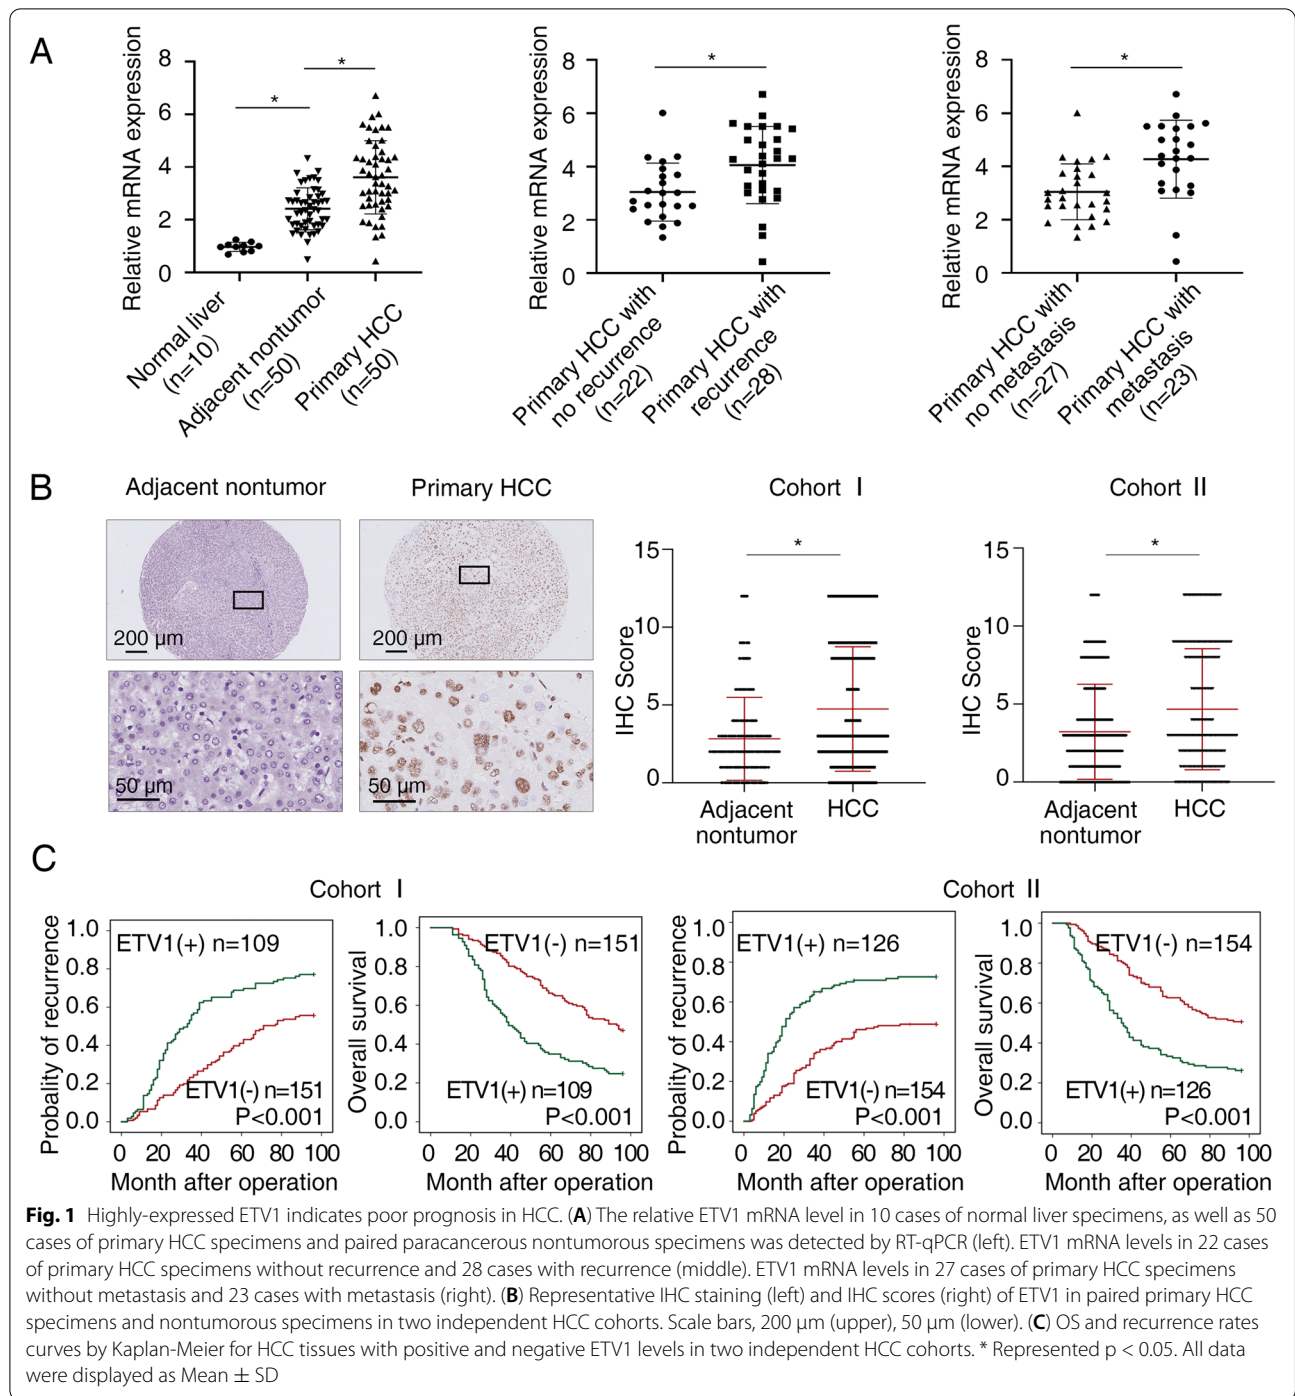 A
Relative mRNA expression
8
6
4
2
0
*
*
Normal liver
(n=10)
Adjacent nontumor
(n=50)
Primary HCC
(n=50)
Relative mRNA expression
8
6
4
2
0
*
Primary HCC with
no recurrence
(n=22)
Primary HCC with
recurrence
(n=28)
Relative mRNA expression
8
6
4
2
0
*
Primary HCC with
no metastasis
(n=27)
Primary HCC with
metastasis
(n=23)
B
Adjacent nontumor
Primary HCC
200 µm
200 µm
50 µm
50 µm
Cohort I
IHC Score
15
10
5
0
*
Adjacent
nontumor
HCC
Cohort II
IHC Score
15
10
5
0
*
Adjacent
nontumor
HCC
C
Cohort I
Cohort II
Probality of recurrence
1.0
0.8
0.6
0.4
0.2
0.0
ETV1(+) n=109
ETV1(-) n=151
P<0.001
0 20 40 60 80 100
Month after operation
Overall survival
1.0
0.8
0.6
0.4
0.2
0.0
ETV1(-) n=151
ETV1(+) n=109
P<0.001
0 20 40 60 80 100
Month after operation
Probality of recurrence
1.0
0.8
0.6
0.4
0.2
0.0
ETV1(+) n=126
ETV1(-) n=154
P<0.001
0 20 40 60 80 100
Month after operation
Overall survival
1.0
0.8
0.6
0.4
0.2
0.0
ETV1(-) n=154
ETV1(+) n=126
P<0.001
0 20 40 60 80 100
Month after operation
Fig. 1 Highly-expressed ETV1 indicates poor prognosis in HCC. (A) The relative ETV1 mRNA level in 10 cases of normal liver specimens, as well as 50
cases of primary HCC specimens and paired paracancerous nontumorous specimens was detected by RT-qPCR (left). ETV1 mRNA levels in 22 cases
of primary HCC specimens without recurrence and 28 cases with recurrence (middle). ETV1 mRNA levels in 27 cases of primary HCC specimens
without metastasis and 23 cases with metastasis (right). (B) Representative IHC staining (left) and IHC scores (right) of ETV1 in paired primary HCC
specimens and nontumorous specimens in two independent HCC cohorts. Scale bars, 200 µm (upper), 50 µm (lower). (C) OS and recurrence rates
curves by Kaplan-Meier for HCC tissues with positive and negative ETV1 levels in two independent HCC cohorts. * Represented p < 0.05. All data
were displayed as Mean ± SD